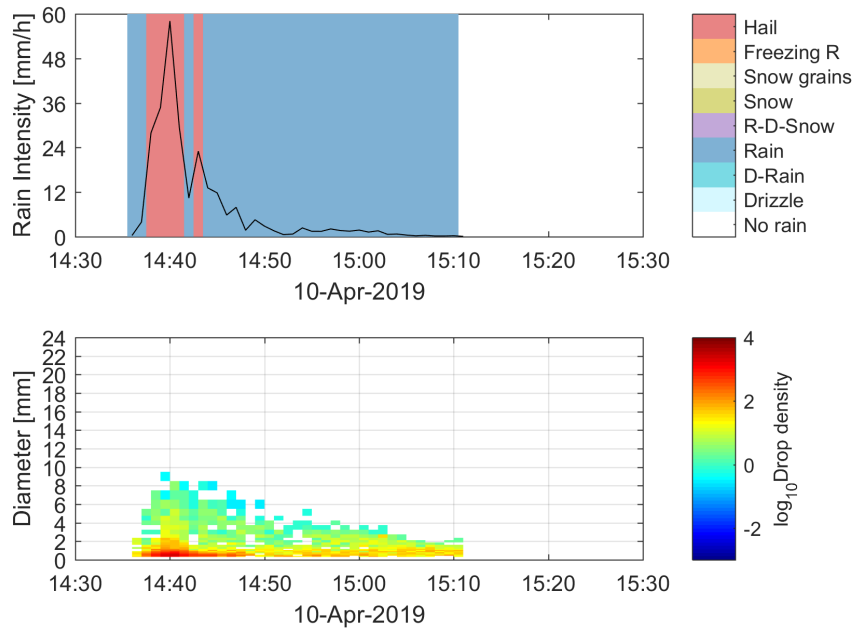 Rain Intensity [mm/h]
60
48
36
24
12
0
14:30 14:40 14:50 15:00 15:10 15:20 15:30
10-Apr-2019
Hail
Freezing R
Snow grains
Snow
R-D-Snow
Rain
D-Rain
Drizzle
No rain
Diameter [mm]
24
22
20
18
16
14
12
10
8
6
4
2
0
14:30 14:40 14:50 15:00 15:10 15:20 15:30
10-Apr-2019
4
2
0
-2
log10Drop density